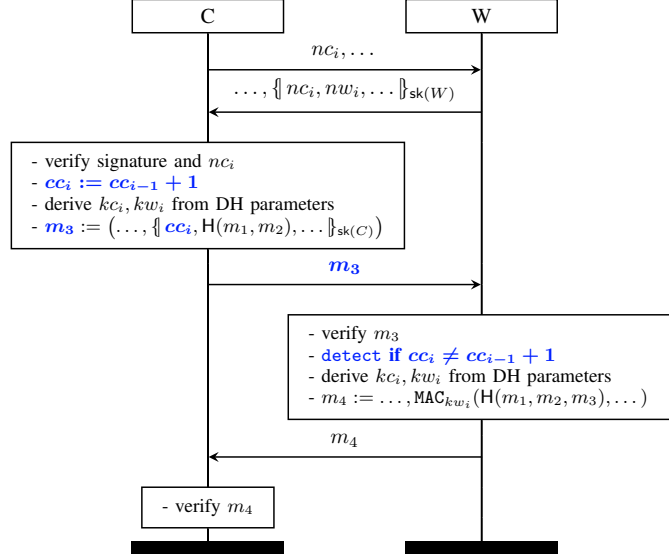 C W
nc_i, ...
..., {| nc_i, nw_i, ... |}_sk(W)
- verify signature and nc_i
- cc_i := cc_{i−1} + 1
- derive kc_i, kw_i from DH parameters
- m_3 := (..., {| cc_i, H(m_1, m_2), ... |}_sk(C))
m_3
- verify m_3
- detect if cc_i ≠ cc_{i−1} + 1
- derive kc_i, kw_i from DH parameters
- m_4 := ..., MAC_{kw_i}(H(m_1, m_2, m_3), ...)
m_4
- verify m_4